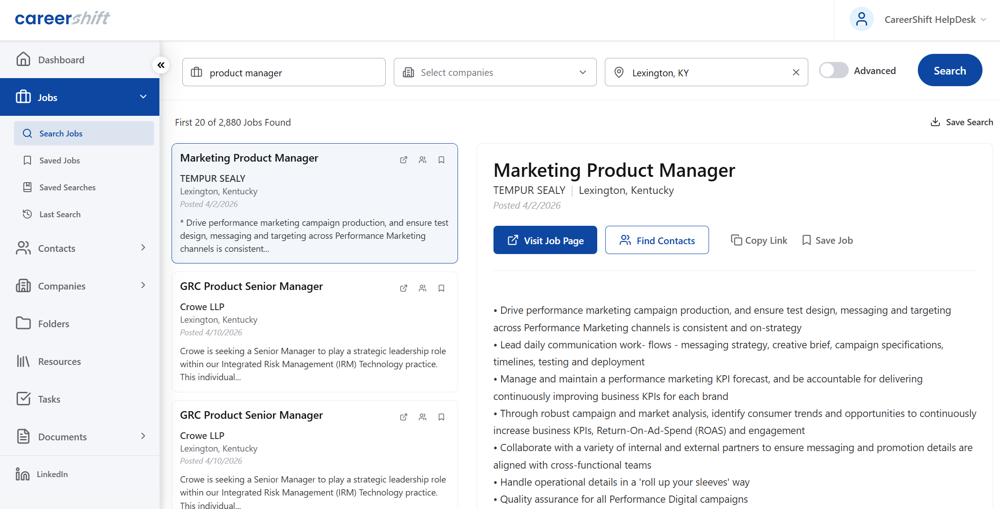 careershift
CareerShift HelpDesk
Dashboard
Jobs
Search Jobs
Saved Jobs
Saved Searches
Last Search
Contacts
Companies
Folders
Resources
Tasks
Documents
LinkedIn
product manager
Select companies
Lexington, KY
Advanced
Search
First 20 of 2,880 Jobs Found
Save Search
Marketing Product Manager
TEMPUR SEALY
Lexington, Kentucky
Posted 4/2/2026
* Drive performance marketing campaign production, and ensure test
design, messaging and targeting across Performance Marketing
channels is consistent...
GRC Product Senior Manager
Crowe LLP
Lexington, Kentucky
Posted 4/10/2026
Crowe is seeking a Senior Manager to play a strategic leadership role
within our Integrated Risk Management (IRM) Technology practice.
This individual...
GRC Product Senior Manager
Crowe LLP
Lexington, Kentucky
Posted 4/10/2026
Crowe is seeking a Senior Manager to play a strategic leadership role
within our Integrated Risk Management (IRM) Technology practice.
This individual...
Marketing Product Manager
TEMPUR SEALY | Lexington, Kentucky
Posted 4/2/2026
Visit Job Page
Find Contacts
Copy Link
Save Job
• Drive performance marketing campaign production, and ensure test design, messaging and targeting
across Performance Marketing channels is consistent and on-strategy
• Lead daily communication work- flows - messaging strategy, creative brief, campaign specifications,
timelines, testing and deployment
• Manage and maintain a performance marketing KPI forecast, and be accountable for delivering
continuously improving business KPIs for each brand
• Through robust campaign and market analysis, identify consumer trends and opportunities to continuously
increase business KPIs, Return-On-Ad-Spend (ROAS) and engagement
• Collaborate with a variety of internal and external partners to ensure messaging and promotion details are
aligned with cross-functional teams
• Handle operational details in a 'roll up your sleeves' way
• Quality assurance for all Performance Digital campaigns